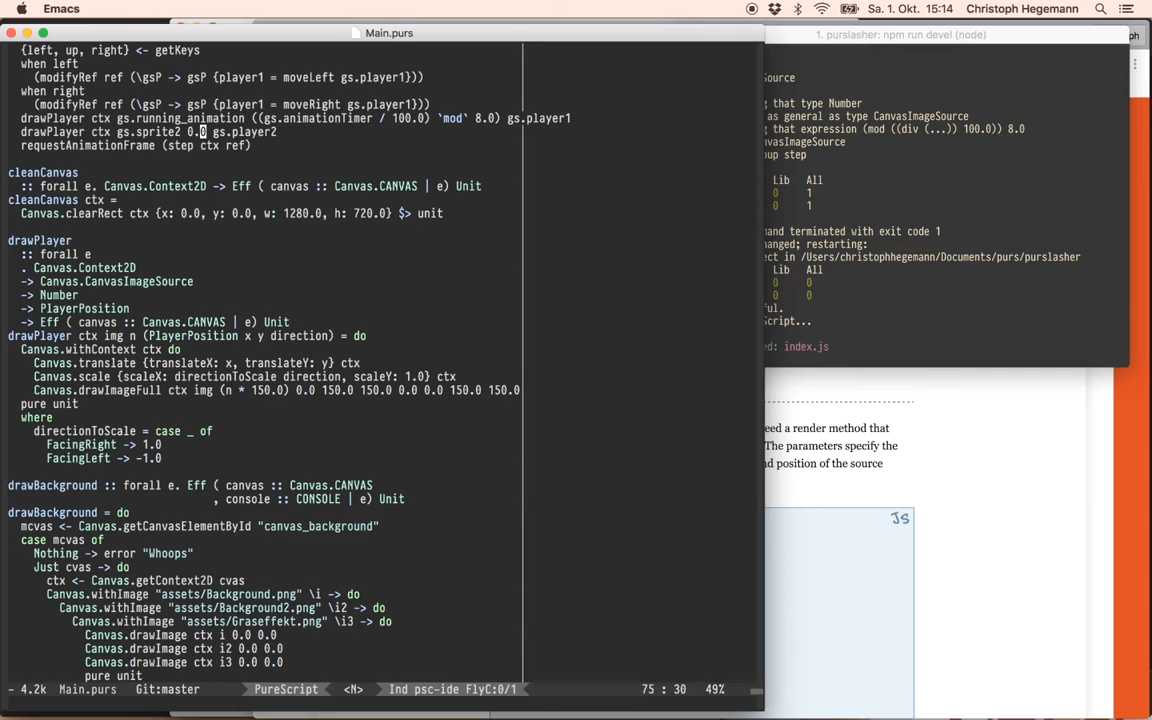 Emacs
Sa. 1. Okt. 15:14 Christoph Hegemann
Main.purs
{left, up, right} <- getKeys
when left
(modifyRef ref (\gsP -> gsP {player1 = moveLeft gs.player1}))
when right
(modifyRef ref (\gsP -> gsP {player1 = moveRight gs.player1}))
drawPlayer ctx gs.running_animation ((gs.animationTimer / 100.0) `mod` 8.0) gs.player1
drawPlayer ctx gs.sprite2 0.0 gs.player2
requestAnimationFrame (step ctx ref)
cleanCanvas
:: forall e. Canvas.Context2D -> Eff ( canvas :: Canvas.CANVAS | e) Unit
cleanCanvas ctx =
Canvas.clearRect ctx {x: 0.0, y: 0.0, w: 1280.0, h: 720.0} $> unit
drawPlayer
:: forall e
. Canvas.Context2D
-> Canvas.CanvasImageSource
-> Number
-> PlayerPosition
-> Eff ( canvas :: Canvas.CANVAS | e) Unit
drawPlayer ctx img n (PlayerPosition x y direction) = do
Canvas.withContext ctx do
Canvas.translate {translateX: x, translateY: y} ctx
Canvas.scale {scaleX: directionToScale direction, scaleY: 1.0} ctx
Canvas.drawImageFull ctx img (n * 150.0) 0.0 150.0 150.0 0.0 0.0 150.0 150.0
pure unit
where
directionToScale = case _ of
FacingRight -> 1.0
FacingLeft -> -1.0
drawBackground :: forall e. Eff ( canvas :: Canvas.CANVAS
, console :: CONSOLE | e) Unit
drawBackground = do
mcvas <- Canvas.getCanvasElementById "canvas_background"
case mcvas of
Nothing -> error "Whoops"
Just cvas -> do
ctx <- Canvas.getContext2D cvas
Canvas.withImage "assets/Background.png" \i -> do
Canvas.withImage "assets/Background2.png" \i2 -> do
Canvas.withImage "assets/Graseffekt.png" \i3 -> do
Canvas.drawImage ctx i 0.0 0.0
Canvas.drawImage ctx i2 0.0 0.0
Canvas.drawImage ctx i3 0.0 0.0
pure unit
- 4.2k Main.purs Git:master PureScript <N> Ind psc-ide FlyC:0/1 75 : 30 49%
1. purslasher: npm run devel (node)
ph
Source
g that type Number
as general as type CanvasImageSource
g that expression (mod ((div (...)) 100.0)) 8.0
anvasImageSource
oup step
Lib All
0 1
0 1
mand terminated with exit code 1
hanged; restarting:
ect in /Users/christophhegemann/Documents/purs/purslasher
Lib All
0 0
0 0
ful.
Script...
ed: index.js
eed a render method that
The parameters specify the
nd position of the source
JS